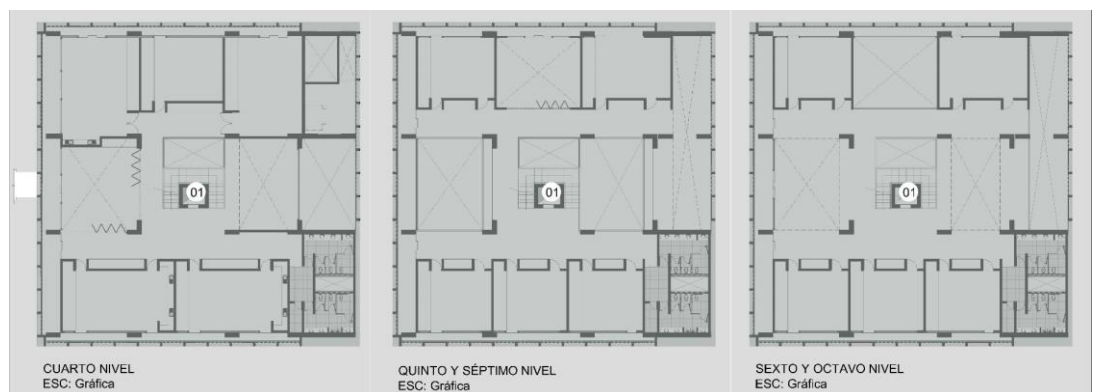 01
01
01
CUARTO NIVEL
ESC: Gráfica
QUINTO Y SÉPTIMO NIVEL
ESC: Gráfica
SEXTO Y OCTAVO NIVEL
ESC: Gráfica